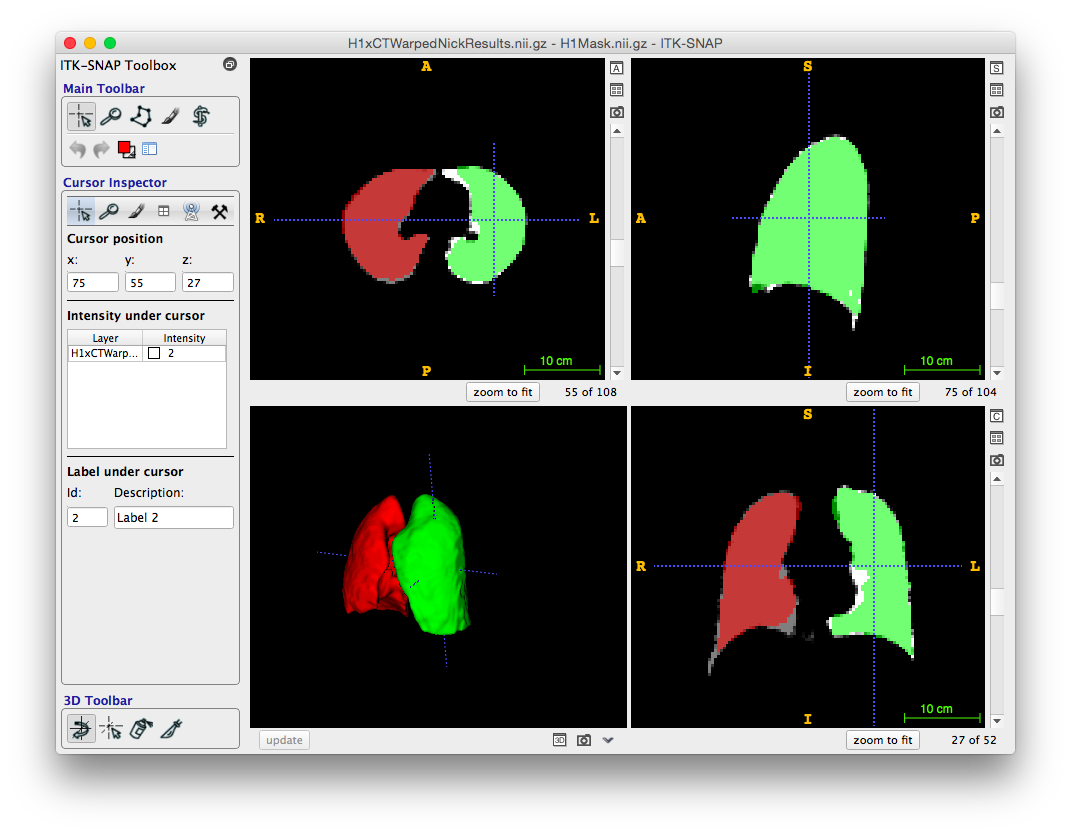 H1xCTWarpedNickResults.nii.gz - H1Mask.nii.gz - ITK-SNAP
ITK-SNAP Toolbox
Main Toolbar
Cursor Inspector
Cursor position
x: y: z:
75 55 27
Intensity under cursor
Layer Intensity
H1xCTWarp... 2
Label under cursor
Id: Description:
2 Label 2
3D Toolbar
A
R L
P
10 cm
A
zoom to fit 55 of 108
S
A P
I
10 cm
S
zoom to fit 75 of 104
update
3D
S
R L
I
10 cm
C
zoom to fit 27 of 52